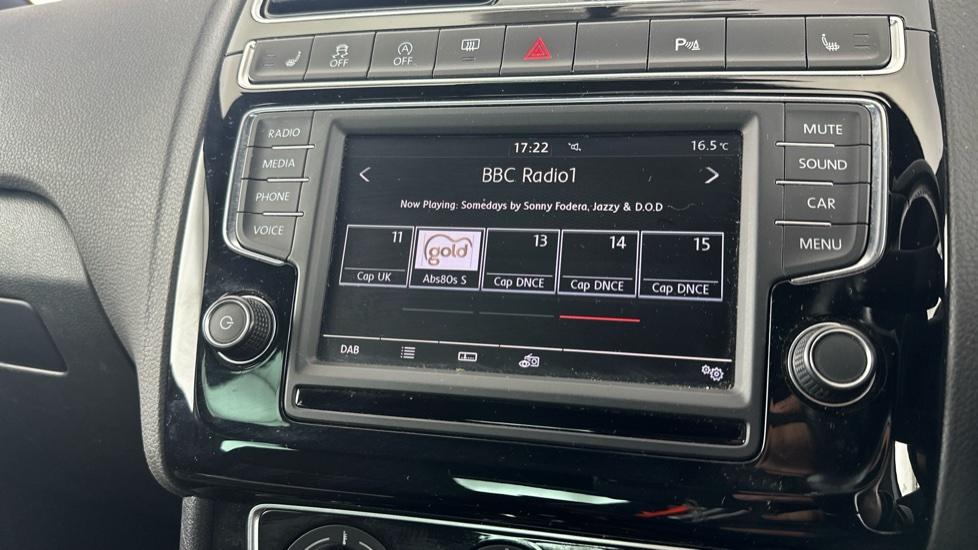 OFF
A
OFF
P
RADIO
MEDIA
PHONE
VOICE
MUTE
SOUND
CAR
MENU
17:22
16.5 °C
< BBC Radio1 >
Now Playing: Somedays by Sonny Fodera, Jazzy & D.O.D
11
Cap UK
gold
Abs80s S
13
Cap DNCE
14
Cap DNCE
15
Cap DNCE
DAB